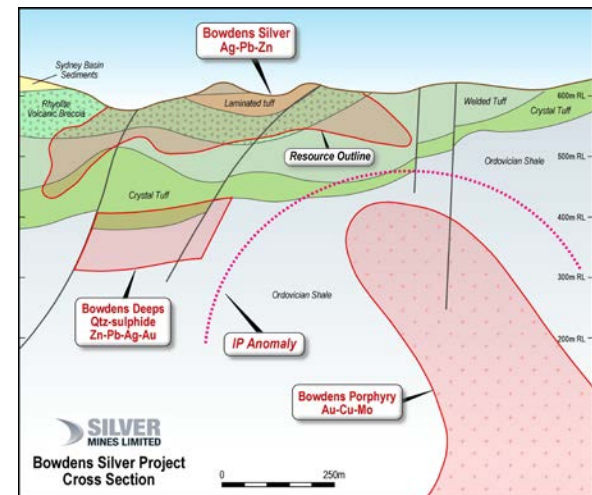 Bowdens Silver
Ag-Pb-Zn
Sydney Basin
Sediments
Rhyolite
Volcanic Breccia
Laminated tuff
Welded Tuff
600m RL
Crystal Tuff
Resource Outline
Ordovician Shale
500m RL
Crystal Tuff
400m RL
Bowdens Deeps
Qtz-sulphide
Zn-Pb-Ag-Au
Ordovician Shale
300m RL
IP Anomaly
200m RL
Bowdens Porphyry
Au-Cu-Mo
SILVER
MINES LIMITED
Bowdens Silver Project
Cross Section
0 250m